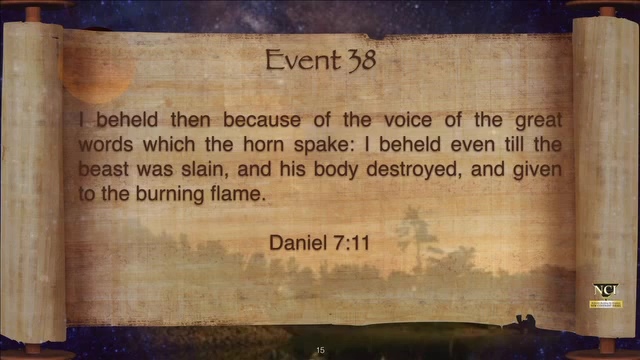 Event 38
I beheld then because of the voice of the great
words which the horn spake: I beheld even till the
beast was slain, and his body destroyed, and given
to the burning flame.
Daniel 7:11
NCI
15